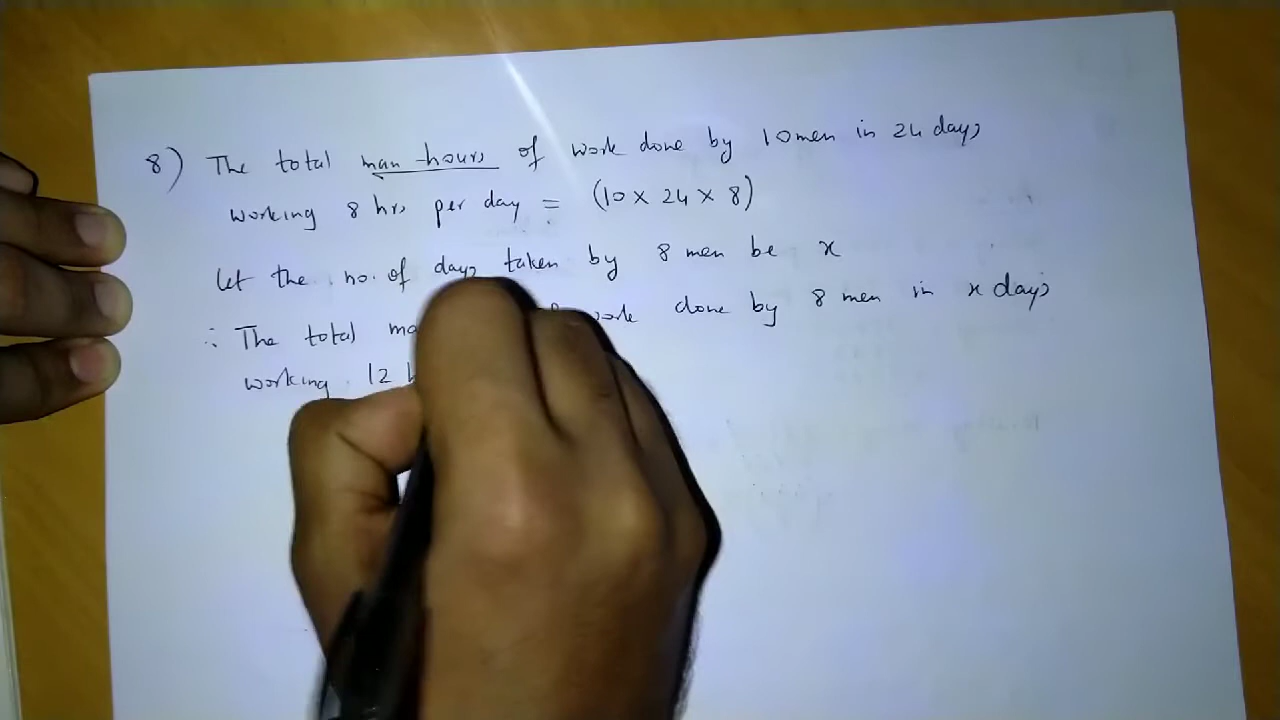 8) The total man-hours of work done by 10men in 24 days
working 8 hrs per day = (10 x 24 x 8)
Let the no. of days taken by 8 men be x
∴ The total work done by 8 men in x days
working 12